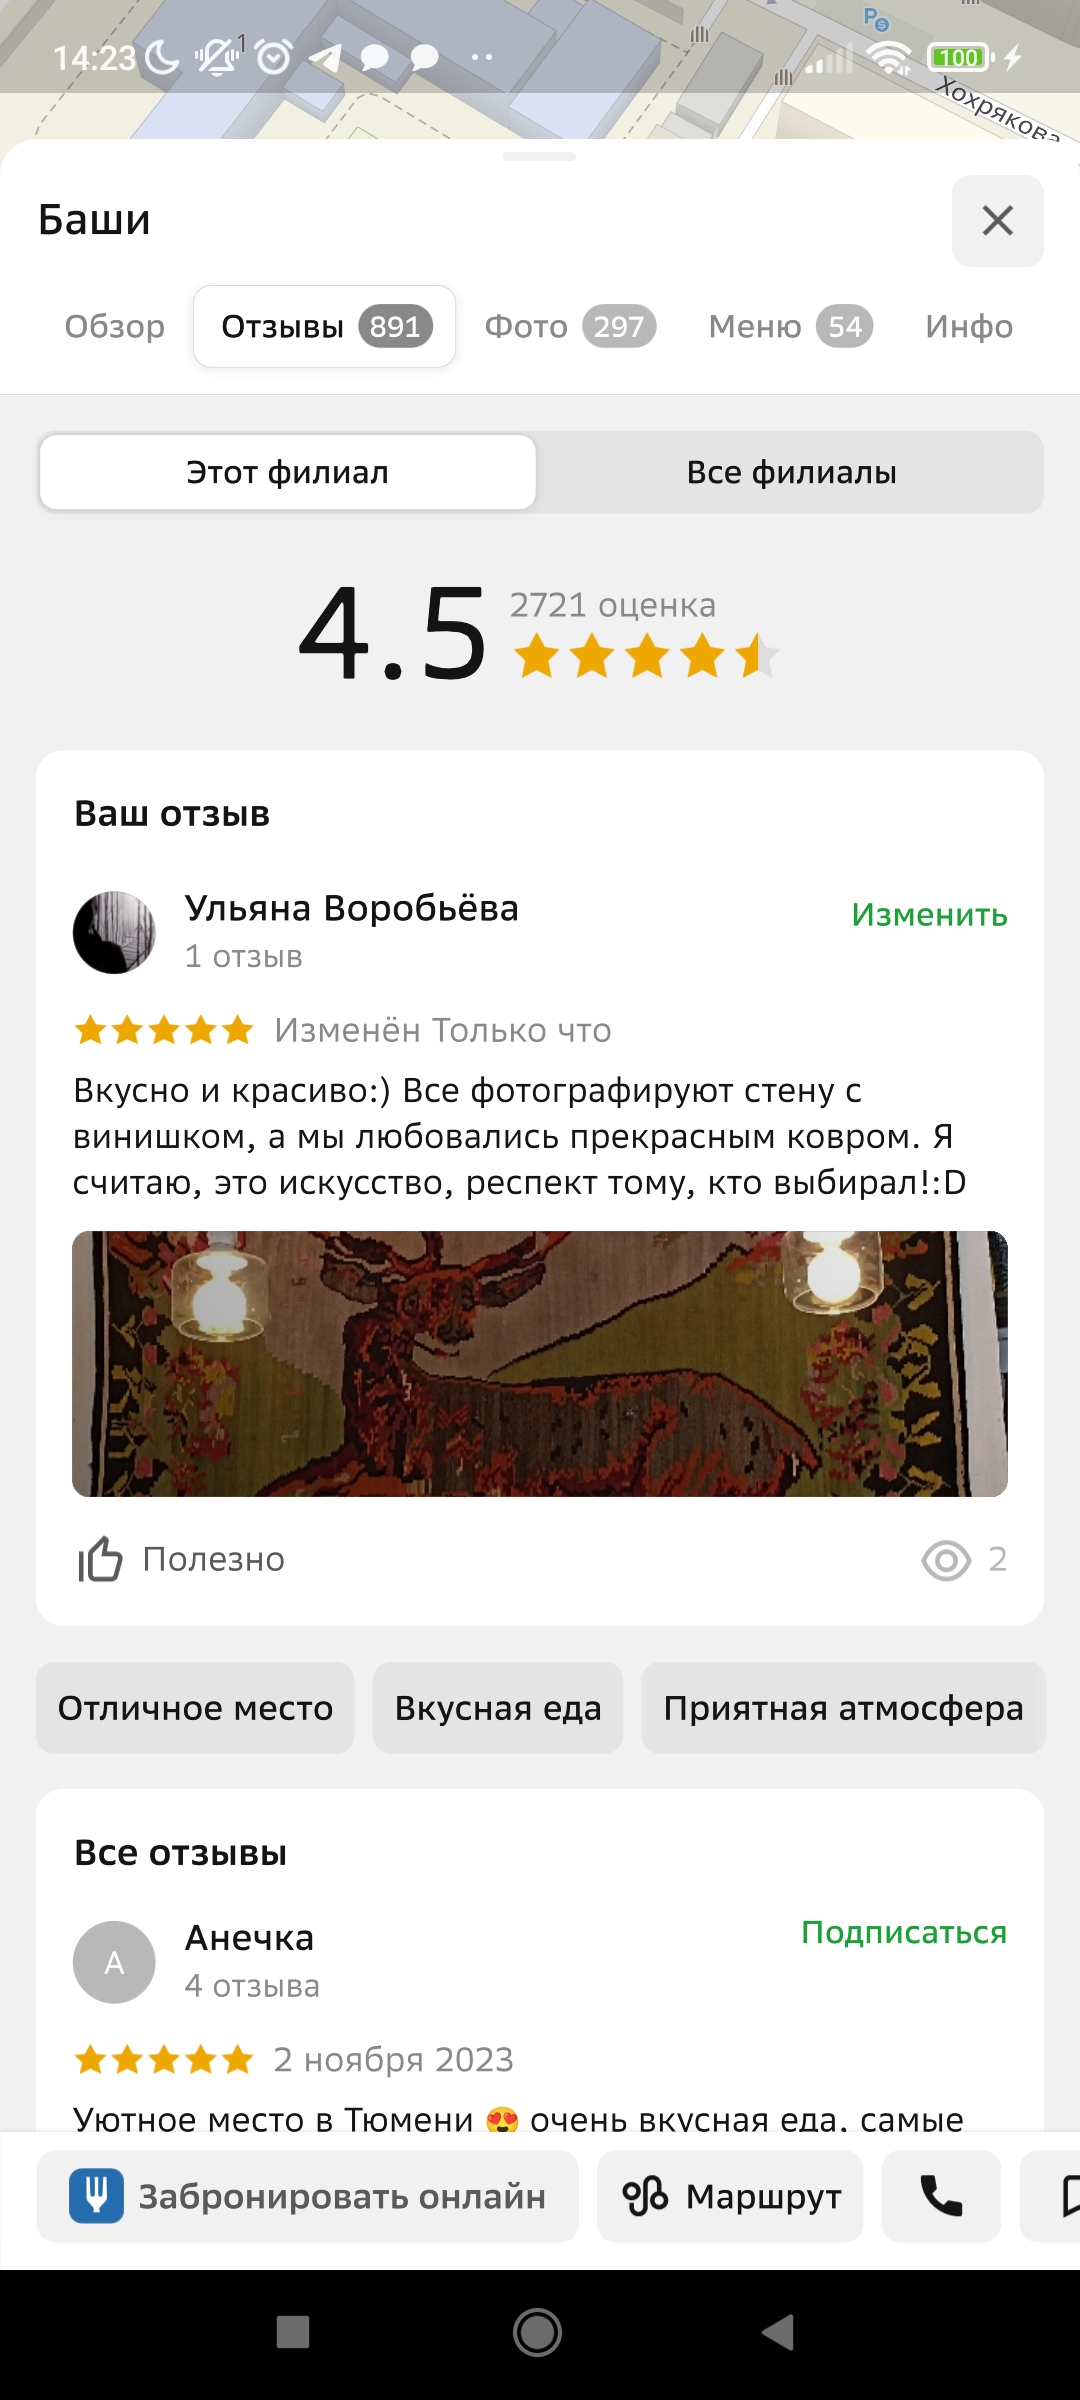 14:23
1
100
Хохрякова
Баши
Обзор
Отзывы 891
Фото 297
Меню 54
Инфо
Этот филиал
Все филиалы
4.5
2721 оценка
Ваш отзыв
Ульяна Воробьёва
Изменить
1 отзыв
Изменён Только что
Вкусно и красиво:) Все фотографируют стену с
винишком, а мы любовались прекрасным ковром. Я
считаю, это искусство, респект тому, кто выбирал!:D
Полезно
2
Отличное место
Вкусная еда
Приятная атмосфера
Все отзывы
А
Анечка
Подписаться
4 отзыва
2 ноября 2023
Уютное место в Тюмени 😍 очень вкусная еда, самые
Забронировать онлайн
Маршрут